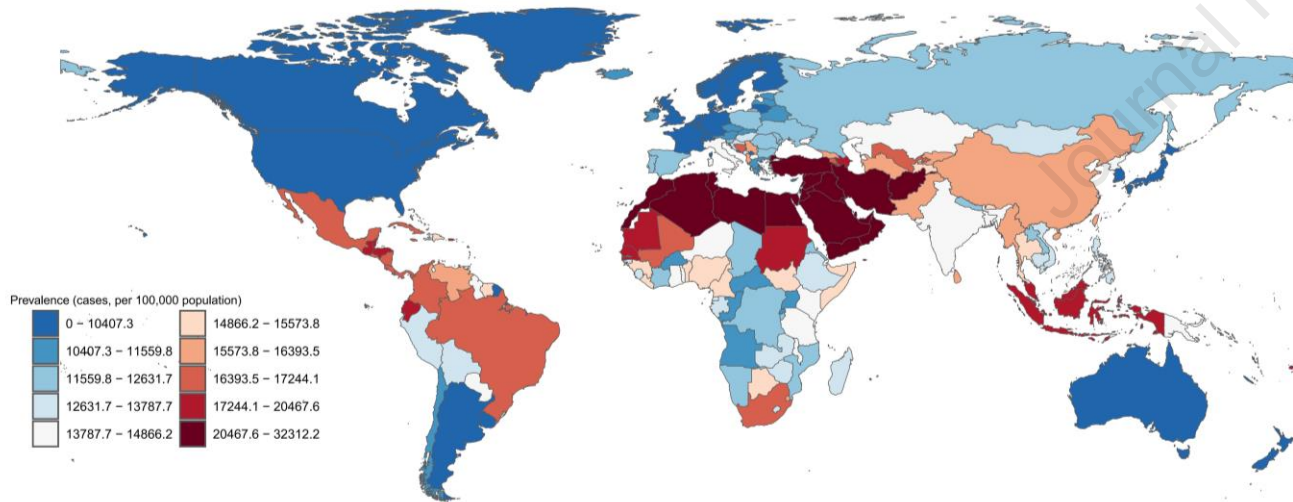 Journal
Prevalence (cases, per 100,000 population)
0 – 10407.3
10407.3 – 11559.8
11559.8 – 12631.7
12631.7 – 13787.7
13787.7 – 14866.2
14866.2 – 15573.8
15573.8 – 16393.5
16393.5 – 17244.1
17244.1 – 20467.6
20467.6 – 32312.2